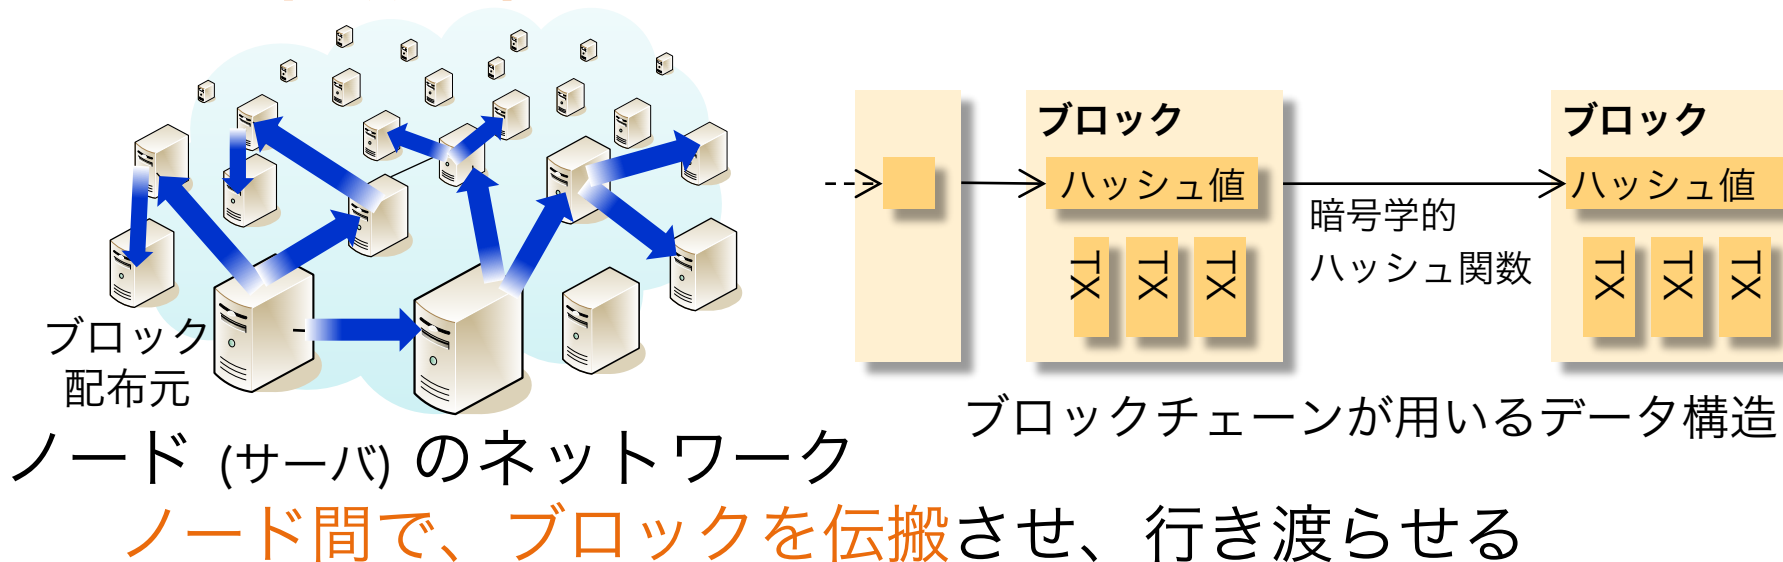 ブロック
配布元
ノード (サーバ) のネットワーク
ブロック
ハッシュ値
TX TX TX
暗号学的
ハッシュ関数
ブロック
ハッシュ値
TX TX TX
ブロックチェーンが用いるデータ構造
ノード間で、ブロックを伝搬させ、行き渡らせる